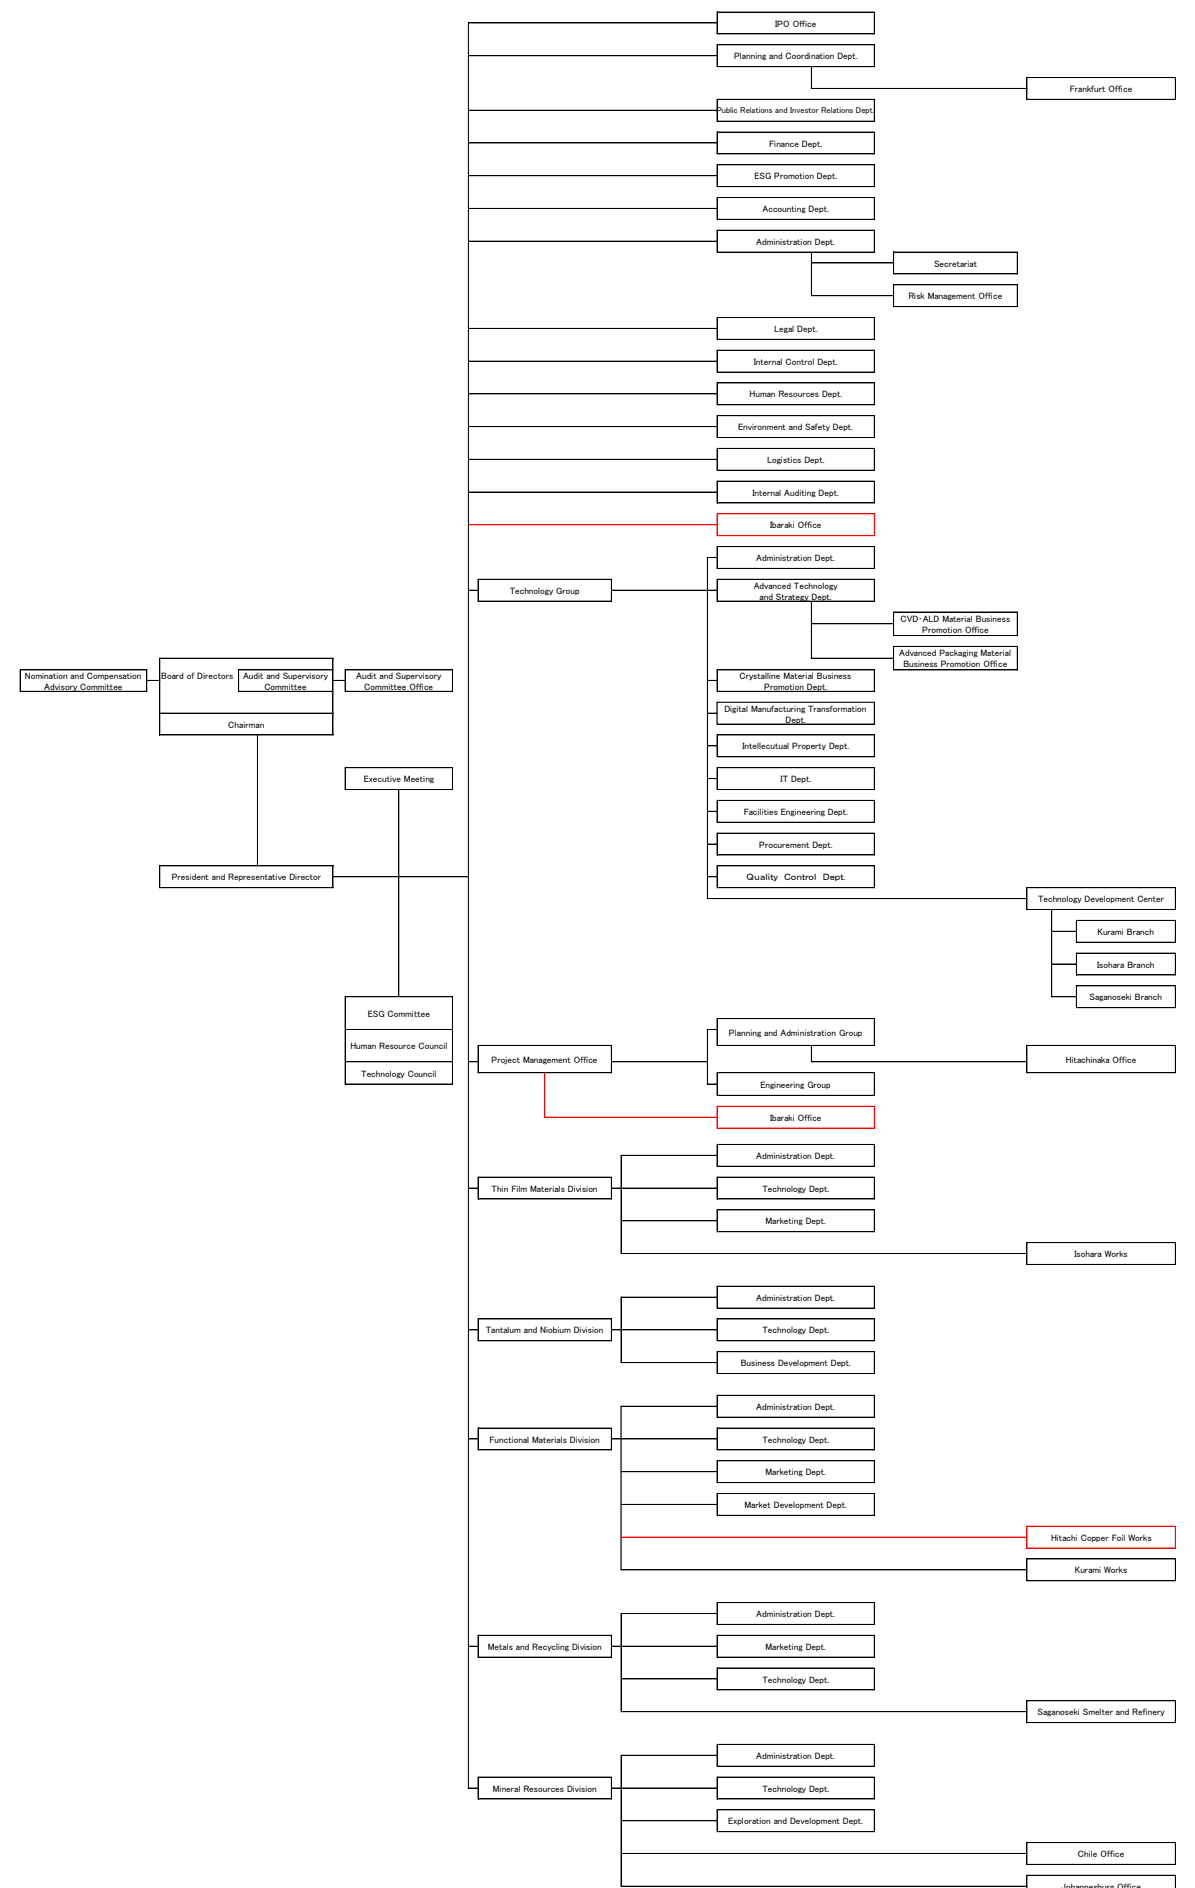 IPO Office
Planning and Coordination Dept.
Frankfurt Office
Public Relations and Investor Relations Dept.
Finance Dept.
ESG Promotion Dept.
Accounting Dept.
Administration Dept.
Secretariat
Risk Management Office
Legal Dept.
Internal Control Dept.
Human Resources Dept.
Environment and Safety Dept.
Logistics Dept.
Internal Auditing Dept.
Ibaraki Office
Administration Dept.
Technology Group
Advanced Technology
and Strategy Dept.
CVD･ALD Material Business
Promotion Office
Advanced Packaging Material
Business Promotion Office
Nomination and Compensation
Advisory Committee
Board of Directors
Audit and Supervisory
Committee
Audit and Supervisory
Committee Office
Chairman
Crystalline Material Business
Promotion Dept.
Digital Manufacturing Transformation
Dept.
Intellecutual Property Dept.
Executive Meeting
IT Dept.
Facilities Engineering Dept.
Procurement Dept.
President and Representative Director
Quality Control Dept.
Technology Development Center
Kurami Branch
Isohara Branch
Saganoseki Branch
ESG Committee
Human Resource Council
Technology Council
Planning and Administration Group
Project Management Office
Hitachinaka Office
Engineering Group
Ibaraki Office
Administration Dept.
Thin Film Materials Division
Technology Dept.
Marketing Dept.
Isohara Works
Administration Dept.
Tantalum and Niobium Division
Technology Dept.
Business Development Dept.
Administration Dept.
Functional Materials Division
Technology Dept.
Marketing Dept.
Market Development Dept.
Hitachi Copper Foil Works
Kurami Works
Administration Dept.
Metals and Recycling Division
Marketing Dept.
Technology Dept.
Saganoseki Smelter and Refinery
Administration Dept.
Mineral Resources Division
Technology Dept.
Exploration and Development Dept.
Chile Office
Johannesburg Office